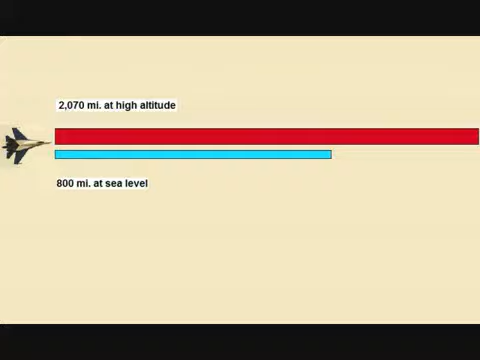 2,070 mi. at high altitude
800 mi. at sea level